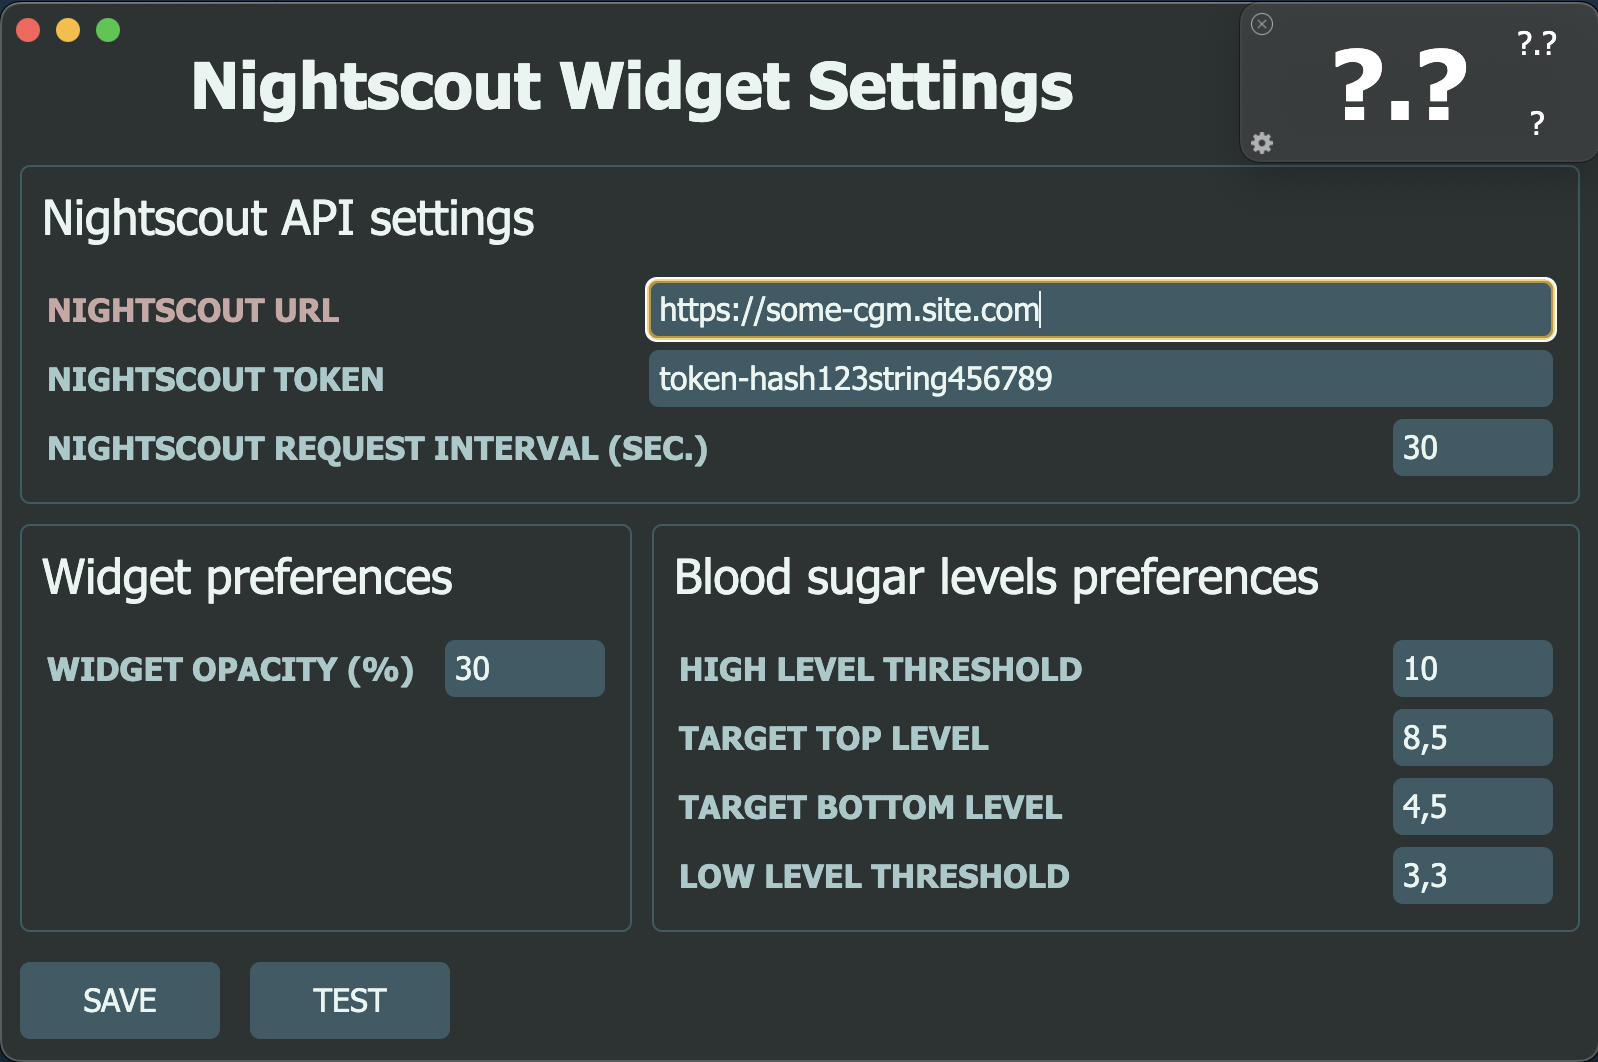 Nightscout Widget Settings
?.?
?.?
?
Nightscout API settings
NIGHTSCOUT URL
https://some-cgm.site.com
NIGHTSCOUT TOKEN
token-hash123string456789
NIGHTSCOUT REQUEST INTERVAL (SEC.)
30
Widget preferences
WIDGET OPACITY (%)
30
Blood sugar levels preferences
HIGH LEVEL THRESHOLD
10
TARGET TOP LEVEL
8,5
TARGET BOTTOM LEVEL
4,5
LOW LEVEL THRESHOLD
3,3
SAVE
TEST